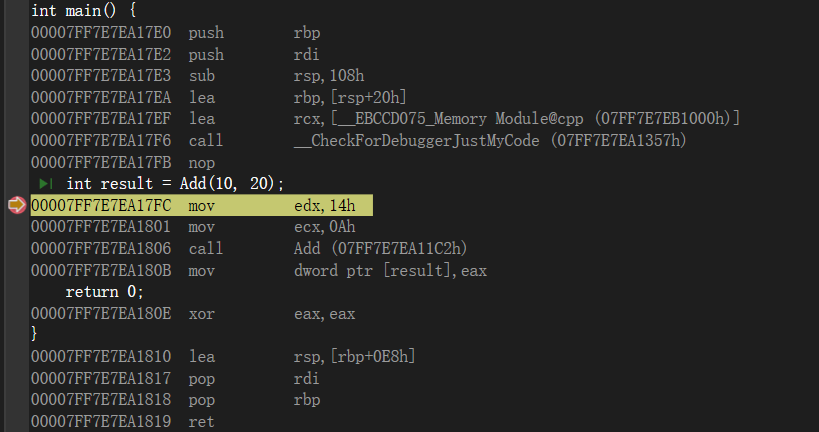 int main() {
00007FF7E7EA17E0 push rbp
00007FF7E7EA17E2 push rdi
00007FF7E7EA17E3 sub rsp,108h
00007FF7E7EA17EA lea rbp,[rsp+20h]
00007FF7E7EA17EF lea rcx,[__EBCCD075_Memory Module@cpp (07FF7E7EB1000h)]
00007FF7E7EA17F6 call __CheckForDebuggerJustMyCode (07FF7E7EA1357h)
00007FF7E7EA17FB nop
int result = Add(10, 20);
00007FF7E7EA17FC mov edx,14h
00007FF7E7EA1801 mov ecx,0Ah
00007FF7E7EA1806 call Add (07FF7E7EA11C2h)
00007FF7E7EA180B mov dword ptr [result],eax
return 0;
00007FF7E7EA180E xor eax,eax
}
00007FF7E7EA1810 lea rsp,[rbp+0E8h]
00007FF7E7EA1817 pop rdi
00007FF7E7EA1818 pop rbp
00007FF7E7EA1819 ret